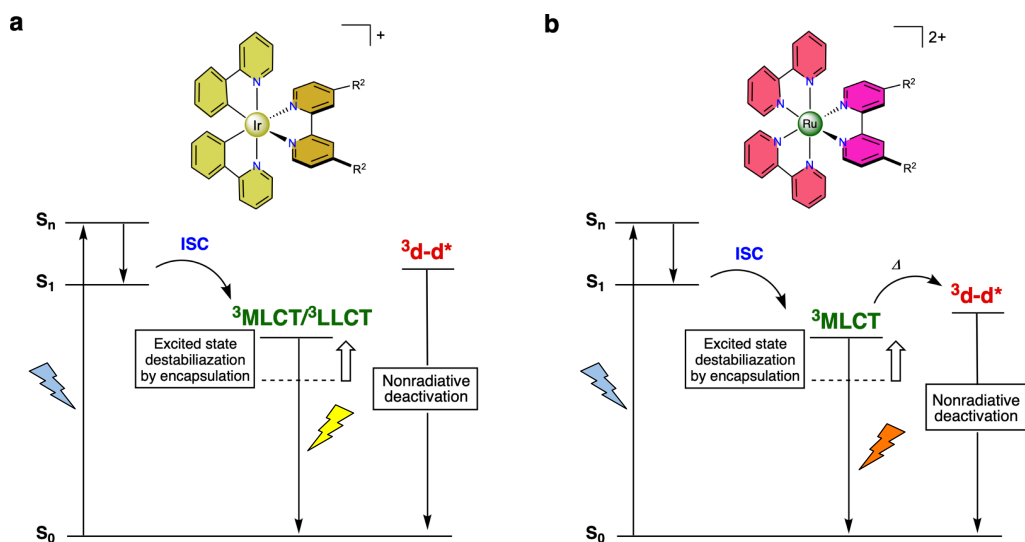 a
+
R²
N
N
Ir
N
N
R²
Sₙ
ISC
³d-d*
S₁
³MLCT/³LLCT
Excited state
destabiliazation
by encapsulation
Nonradiative
deactivation
S₀
b
2+
R²
N
N
N
Ru
N
N
N
R²
Sₙ
ISC
Δ
³d-d*
S₁
³MLCT
Excited state
destabiliazation
by encapsulation
Nonradiative
deactivation
S₀